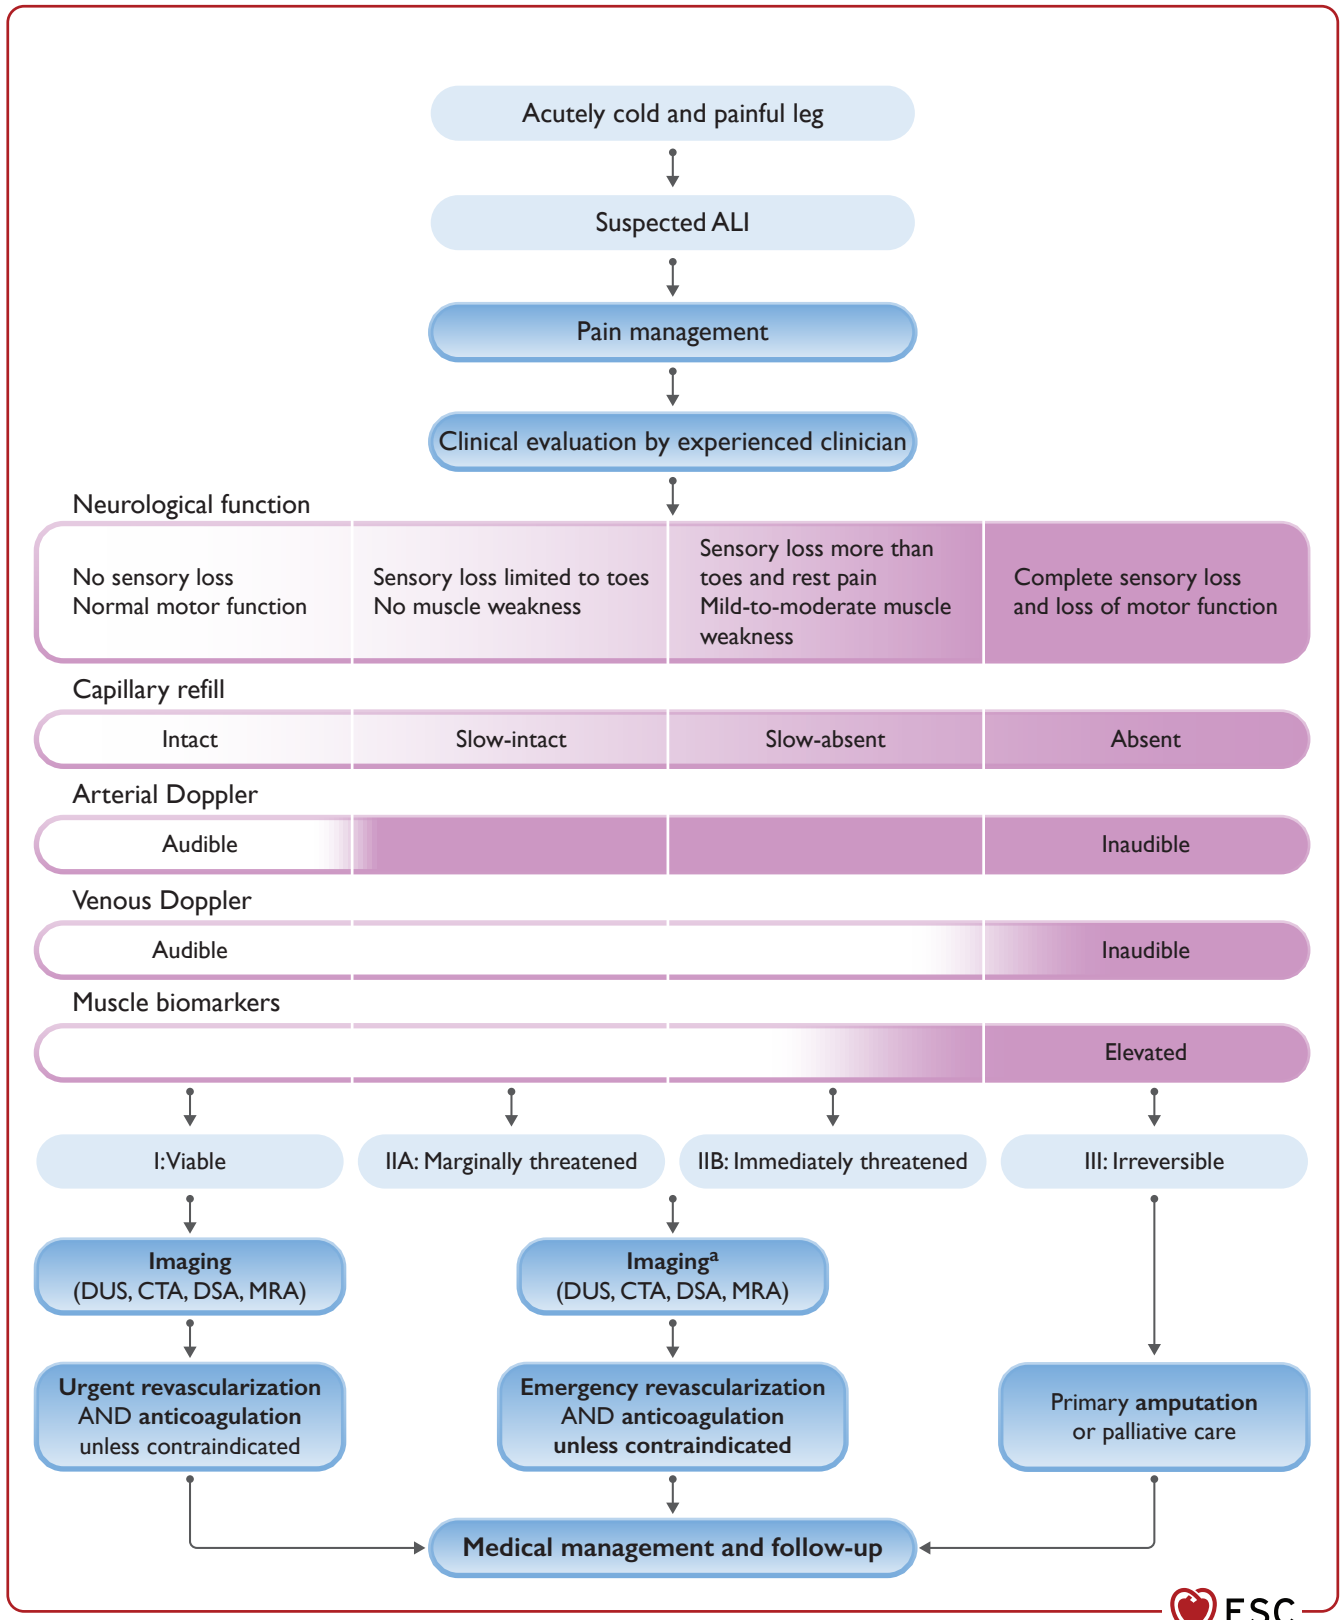 Acutely cold and painful leg
Suspected ALI
Pain management
Clinical evaluation by experienced clinician
Neurological function
No sensory loss
Normal motor function
Sensory loss limited to toes
No muscle weakness
Sensory loss more than
toes and rest pain
Mild-to-moderate muscle
weakness
Complete sensory loss
and loss of motor function
Capillary refill
Intact
Slow-intact
Slow-absent
Absent
Arterial Doppler
Audible
Inaudible
Venous Doppler
Audible
Inaudible
Muscle biomarkers
Elevated
I: Viable
IIA: Marginally threatened
IIB: Immediately threatened
III: Irreversible
Imaging
(DUS, CTA, DSA, MRA)
Imagingᵃ
(DUS, CTA, DSA, MRA)
Urgent revascularization
AND anticoagulation
unless contraindicated
Emergency revascularization
AND anticoagulation
unless contraindicated
Primary amputation
or palliative care
Medical management and follow-up
ESC